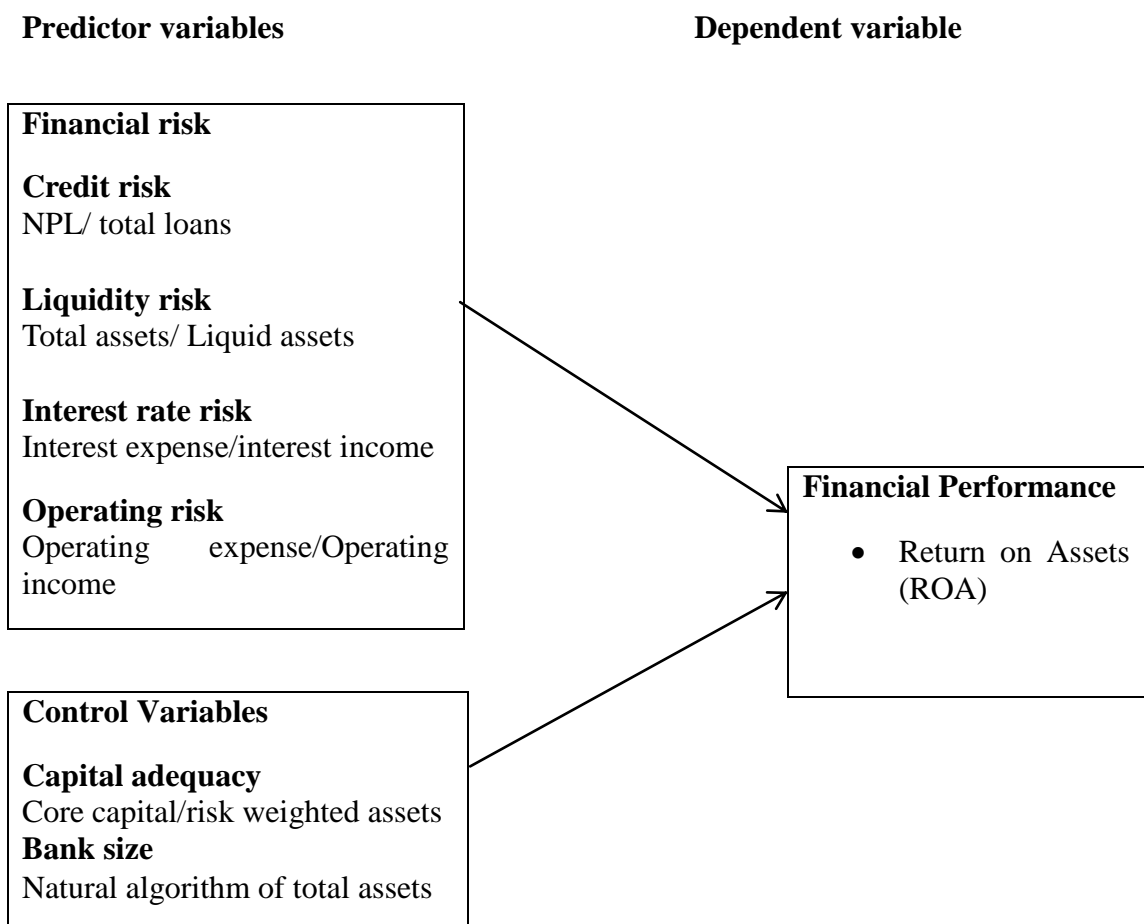 Predictor variables
Dependent variable
Financial risk
Credit risk
NPL/ total loans
Liquidity risk
Total assets/ Liquid assets
Interest rate risk
Interest expense/interest income
Operating risk
Operating expense/Operating
income
Financial Performance
• Return on Assets
(ROA)
Control Variables
Capital adequacy
Core capital/risk weighted assets
Bank size
Natural algorithm of total assets